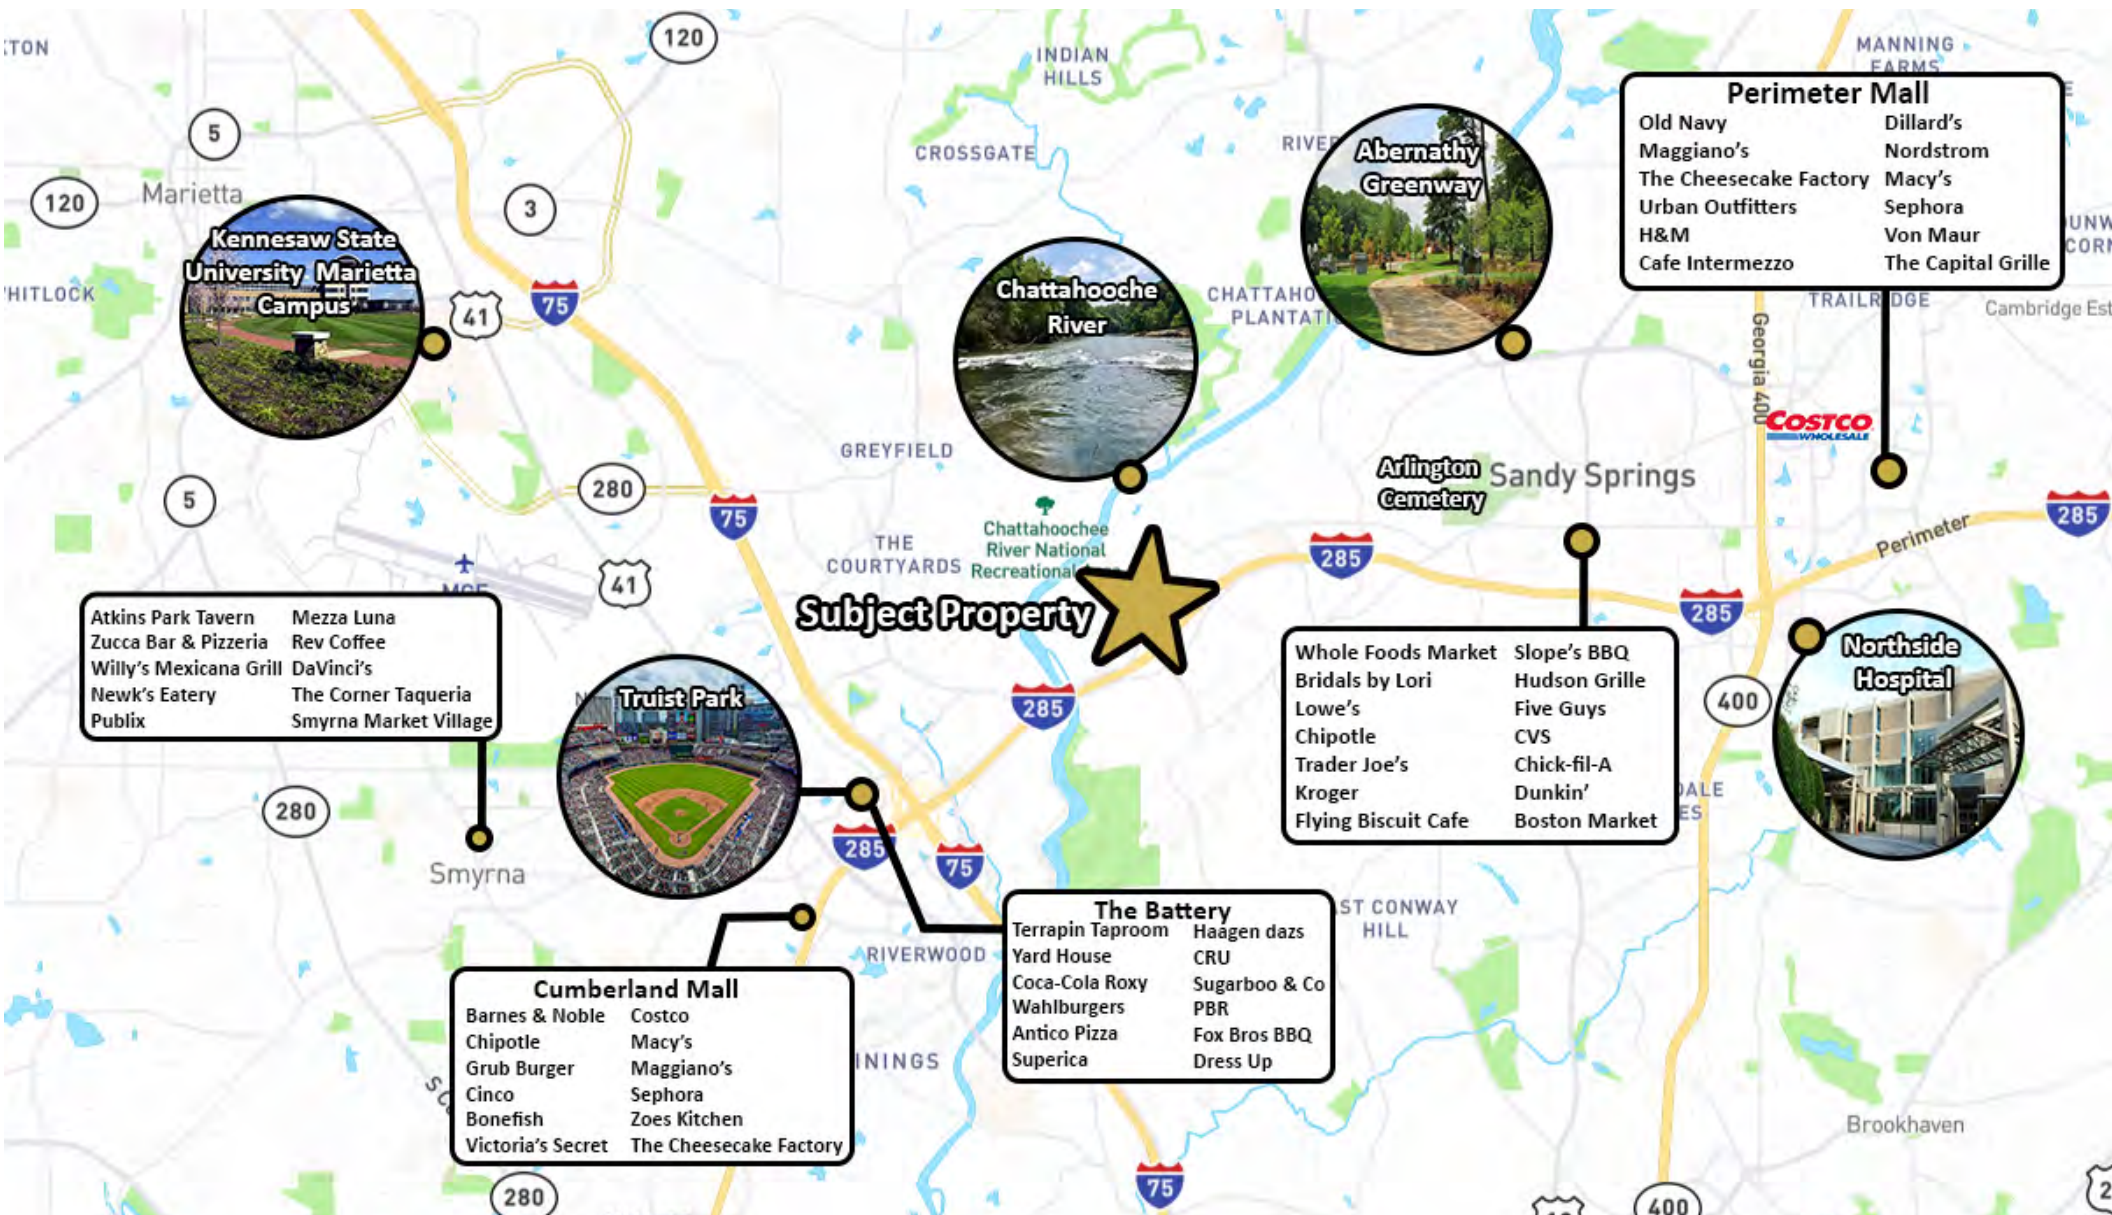 120
INDIAN
HILLS
MANNING
FARMS
5
CROSSGATE
120
Marietta
3
Kennesaw State
University Marietta
Campus
41
75
Chattahooche
River
Abernathy
Greenway
Perimeter Mall
Old Navy
Dillard's
Maggiano's
Nordstrom
The Cheesecake Factory
Macy's
Urban Outfitters
Sephora
H&M
Von Maur
Cafe Intermezzo
The Capital Grille
Cambridge Est
Georgia 400
COSTCO
WHOLESALE
GREYFIELD
280
75
5
41
THE
COURTYARDS
Chattahoochee
River National
Recreational
Arlington
Cemetery
Sandy Springs
285
285
Perimeter
285
Subject Property
Atkins Park Tavern
Mezza Luna
Zucca Bar & Pizzeria
Rev Coffee
Willy's Mexicana Grill
DaVinci's
Newk's Eatery
The Corner Taqueria
Publix
Smyrna Market Village
Truist Park
285
Whole Foods Market
Slope's BBQ
Bridals by Lori
Hudson Grille
Lowe's
Five Guys
Chipotle
CVS
Trader Joe's
Chick-fil-A
Kroger
Dunkin'
Flying Biscuit Cafe
Boston Market
400
Northside
Hospital
280
Smyrna
285
75
RIVERWOOD
The Battery
Terrapin Taproom
Haagen dazs
Yard House
CRU
Coca-Cola Roxy
Sugarboo & Co
Wahlburgers
PBR
Antico Pizza
Fox Bros BBQ
Superica
Dress Up
AST CONWAY
HILL
Cumberland Mall
Barnes & Noble
Costco
Chipotle
Macy's
Grub Burger
Maggiano's
Cinco
Sephora
Bonefish
Zoes Kitchen
Victoria's Secret
The Cheesecake Factory
ININGS
Brookhaven
280
75
400